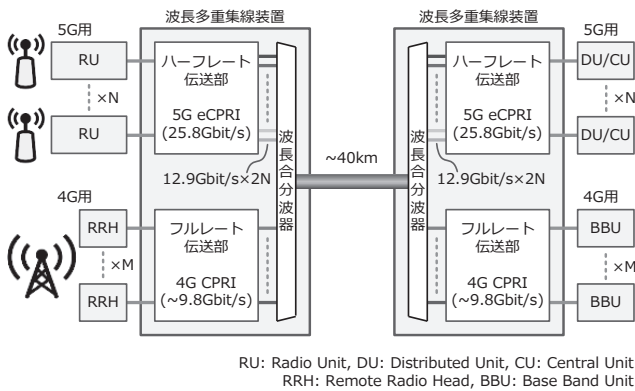 波長多重集線装置
5G用
RU
×N
RU
ハーフレート
伝送部
5G eCPRI
(25.8Gbit/s)
12.9Gbit/s×2N
波長合分波器
4G用
RRH
×M
RRH
フルレート
伝送部
4G CPRI
(~9.8Gbit/s)
~40km
波長多重集線装置
波長合分波器
ハーフレート
伝送部
5G eCPRI
(25.8Gbit/s)
12.9Gbit/s×2N
5G用
DU/CU
×N
DU/CU
フルレート
伝送部
4G CPRI
(~9.8Gbit/s)
4G用
BBU
×M
BBU
RU: Radio Unit, DU: Distributed Unit, CU: Central Unit
RRH: Remote Radio Head, BBU: Base Band Unit